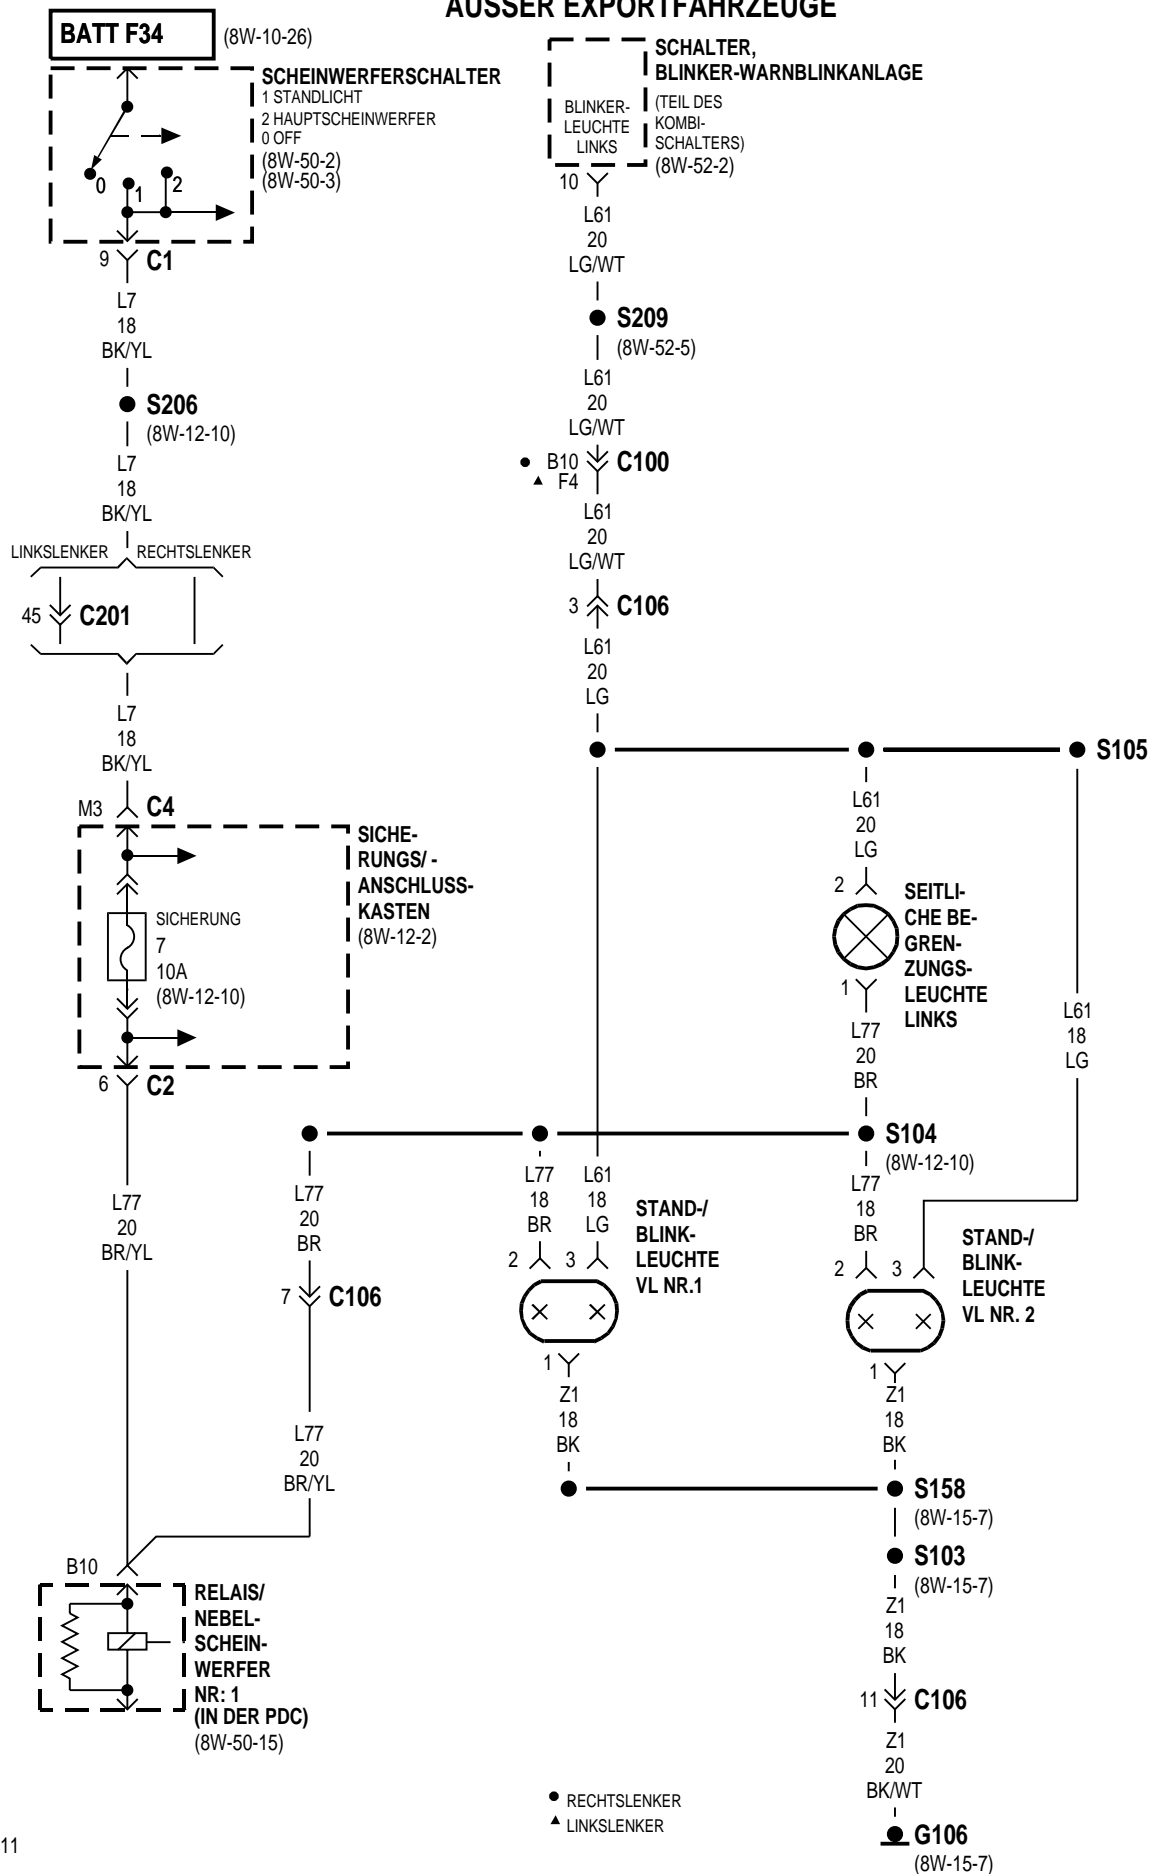 AUSSER EXPORTFAHRZEUGE
BATT F34
(8W-10-26)
SCHEINWERFERSCHALTER
1 STANDLICHT
2 HAUPTSCHEINWERFER
0 OFF
(8W-50-2)
(8W-50-3)
0
1
2
9
C1
L7
18
BK/YL
S206
(8W-12-10)
L7
18
BK/YL
LINKSLENKER
RECHTSLENKER
45
C201
L7
18
BK/YL
M3
C4
SICHE-
RUNGS/ -
ANSCHLUSS-
KASTEN
(8W-12-2)
SICHERUNG
7
10A
(8W-12-10)
6
C2
L77
20
BR/YL
L77
20
BR
7
C106
L77
20
BR/YL
B10
RELAIS/
NEBEL-
SCHEIN-
WERFER
NR: 1
(IN DER PDC)
(8W-50-15)
SCHALTER,
BLINKER-WARNBLINKANLAGE
(TEIL DES
KOMBI-
SCHALTERS)
(8W-52-2)
BLINKER-
LEUCHTE
LINKS
10
L61
20
LG/WT
S209
(8W-52-5)
L61
20
LG/WT
● B10
▲ F4
C100
L61
20
LG/WT
3
C106
L61
20
LG
S105
L61
20
LG
2
SEITLI-
CHE BE-
GREN-
ZUNGS-
LEUCHTE
LINKS
1
L77
20
BR
L61
18
LG
S104
(8W-12-10)
L77
18
BR
L61
18
LG
2
3
STAND-/
BLINK-
LEUCHTE
VL NR.1
1
Z1
18
BK
L77
18
BR
2
3
STAND-/
BLINK-
LEUCHTE
VL NR. 2
1
Z1
18
BK
S158
(8W-15-7)
S103
(8W-15-7)
Z1
18
BK
11
C106
Z1
20
BK/WT
G106
(8W-15-7)
● RECHTSLENKER
▲ LINKSLENKER
11